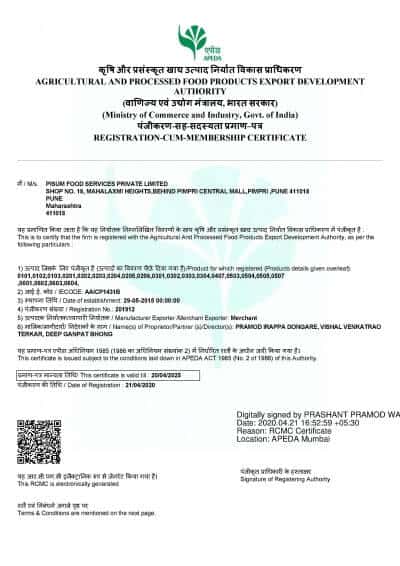 एपीडा
APEDA
कृषि और प्रसंस्कृत खाद्य उत्पाद निर्यात विकास प्राधिकरण
AGRICULTURAL AND PROCESSED FOOD PRODUCTS EXPORT DEVELOPMENT
AUTHORITY
(वाणिज्य एवं उद्योग मंत्रालय, भारत सरकार)
(Ministry of Commerce and Industry, Govt. of India)
पंजीकरण-सह-सदस्यता प्रमाण-पत्र
REGISTRATION-CUM-MEMBERSHIP CERTIFICATE
मै / M/s. PISUM FOOD SERVICES PRIVATE LIMITED
SHOP NO. 18, MAHALAXMI HEIGHTS,BEHIND PIMPRI CENTRAL MALL,PIMPRI ,PUNE 411018
PUNE
Maharashtra
411018
यह प्रमाणित किया जाता है कि यह निर्यातक निम्नलिखित विवरणों के साथ कृषि और प्रसंस्कृत खाद्य उत्पाद निर्यात विकास प्राधिकरण में पंजीकृत है :
This is to certify that the firm is registered with the Agricultural And Processed Food Products Export Development Authority, as per the
following particulars :
1) उत्पाद जिसके लिए पंजीकृत है (उत्पादों का विवरण पीछे दिया गया है)/Product for which registered (Products details given overleaf):
0101,0102,0103,0201,0202,0203,0204,0205,0206,0301,0302,0303,0304,0407,0503,0504,0505,0507
,0601,0602,0603,0604,
2) आई.ई. कोड / IECODE: AAICP1431B
3) स्थापना तिथि / Date of establishment: 29-05-2015 00:00:00
4) पंजीकरण संख्या / Registration No.: 201912
5) उत्पादक निर्यातक/व्यापारी निर्यातक / Manufacturer Exporter /Merchant Exporter: Merchant
6) मालिक/भागीदारों/ निदेशकों के नाम / Name(s) of Proprietor/Partner (s)/Director(s): PRAMOD IRAPPA DONGARE, VISHAL VENKATRAO
TERKAR, DEEP GANPAT BHONG
यह प्रमाण-पत्र एपीडा अधिनियम 1985 (1986 का अधिनियम संख्यांक 2) में निर्धारित शर्तों के अधीन जारी किया गया है।
This certificate is issued subject to the conditions laid down in APEDA ACT 1985 (No. 2 of 1986) of this Authority.
प्रमाण-पत्र मान्यता तिथिः This certificate is valid till : 20/04/2025
पंजीकरण की तिथि / Date of Registration : 21/04/2020
Digitally signed by PRASHANT PRAMOD WA
Date: 2020.04.21 16:52:59 +05:30
Reason: RCMC Certificate
Location: APEDA Mumbai
पंजीकृत प्राधिकारी के हस्ताक्षर
Signature of Registering Authority
यह आर.सी.एम.सी इलैक्ट्रॉनिक रूप से जेनरेट किया गया है।
This RCMC is electronically generated
शर्तें एवं निबंधनें अगले पृष्ठ पर
Terms & Conditions are mentioned on the next page.